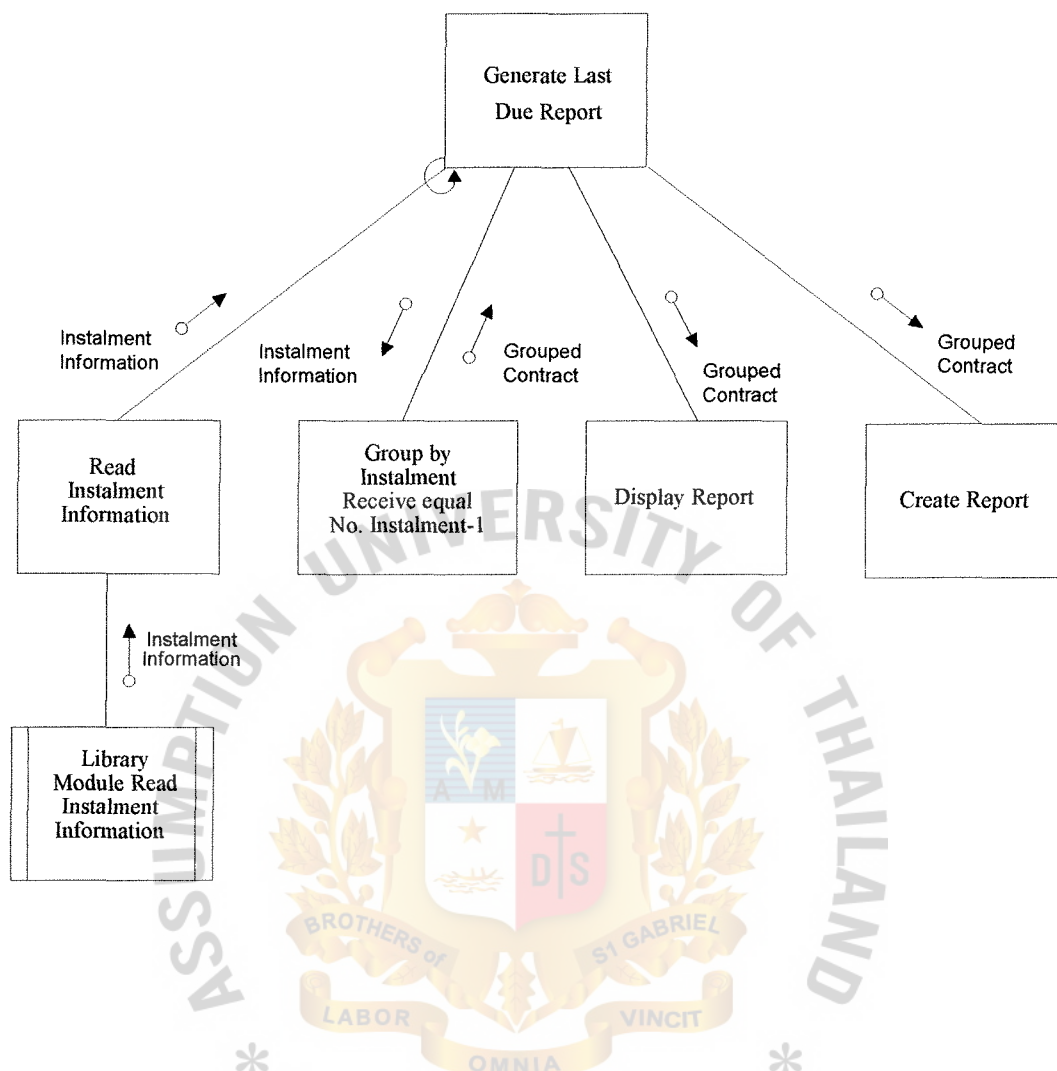 Generate Last
Due Report
Instalment
Information
Instalment
Information
Grouped
Contract
Grouped
Contract
Grouped
Contract
Read
Instalment
Information
Group by
Instalment
Receive equal
No. Instalment-1
Display Report
Create Report
Instalment
Information
Library
Module Read
Instalment
Information
ASSUMPTION UNIVERSITY OF THAILAND
A M
D S
BROTHERS of
S1 GABRIEL
LABOR
VINCIT
OMNIA
* *